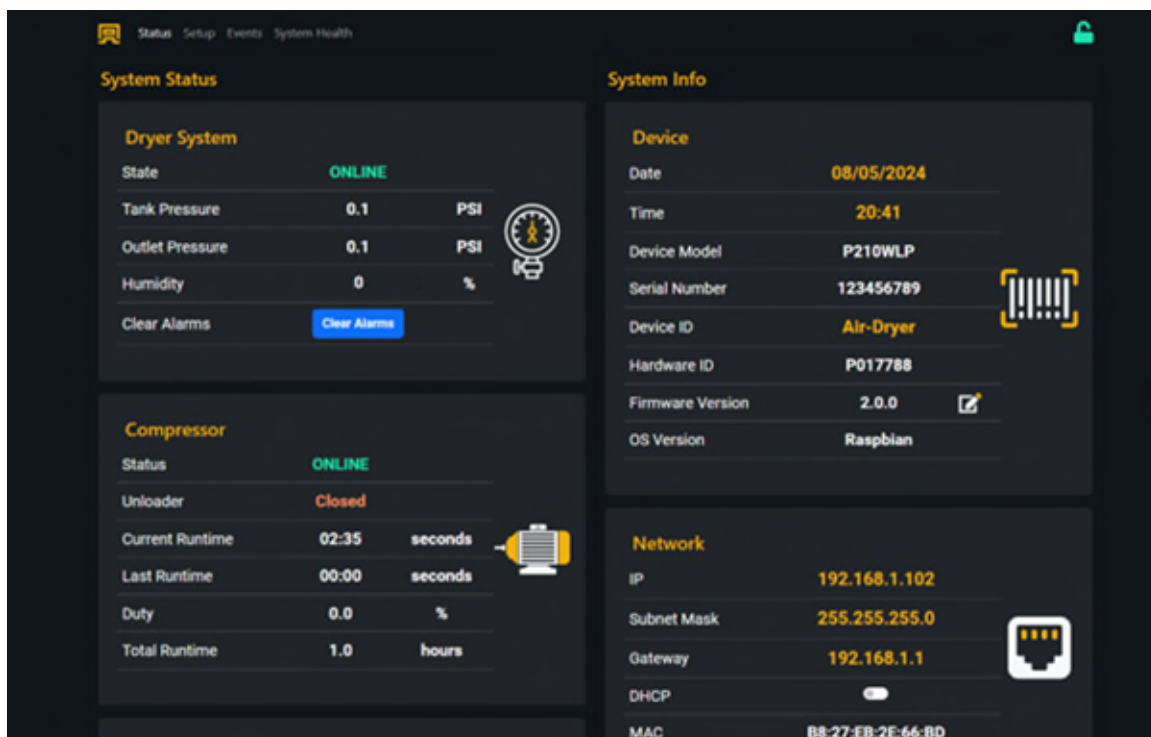 Status Setup Events System Health
System Status
Dryer System
State ONLINE
Tank Pressure 0.1 PSI
Outlet Pressure 0.1 PSI
Humidity 0 %
Clear Alarms Clear Alarms
Compressor
Status ONLINE
Unloader Closed
Current Runtime 02:35 seconds
Last Runtime 00:00 seconds
Duty 0.0 %
Total Runtime 1.0 hours
System Info
Device
Date 08/05/2024
Time 20:41
Device Model P210WLP
Serial Number 123456789
Device ID Air-Dryer
Hardware ID P017788
Firmware Version 2.0.0
OS Version Raspbian
Network
IP 192.168.1.102
Subnet Mask 255.255.255.0
Gateway 192.168.1.1
DHCP
MAC B8:27:EB:2E:66:BD